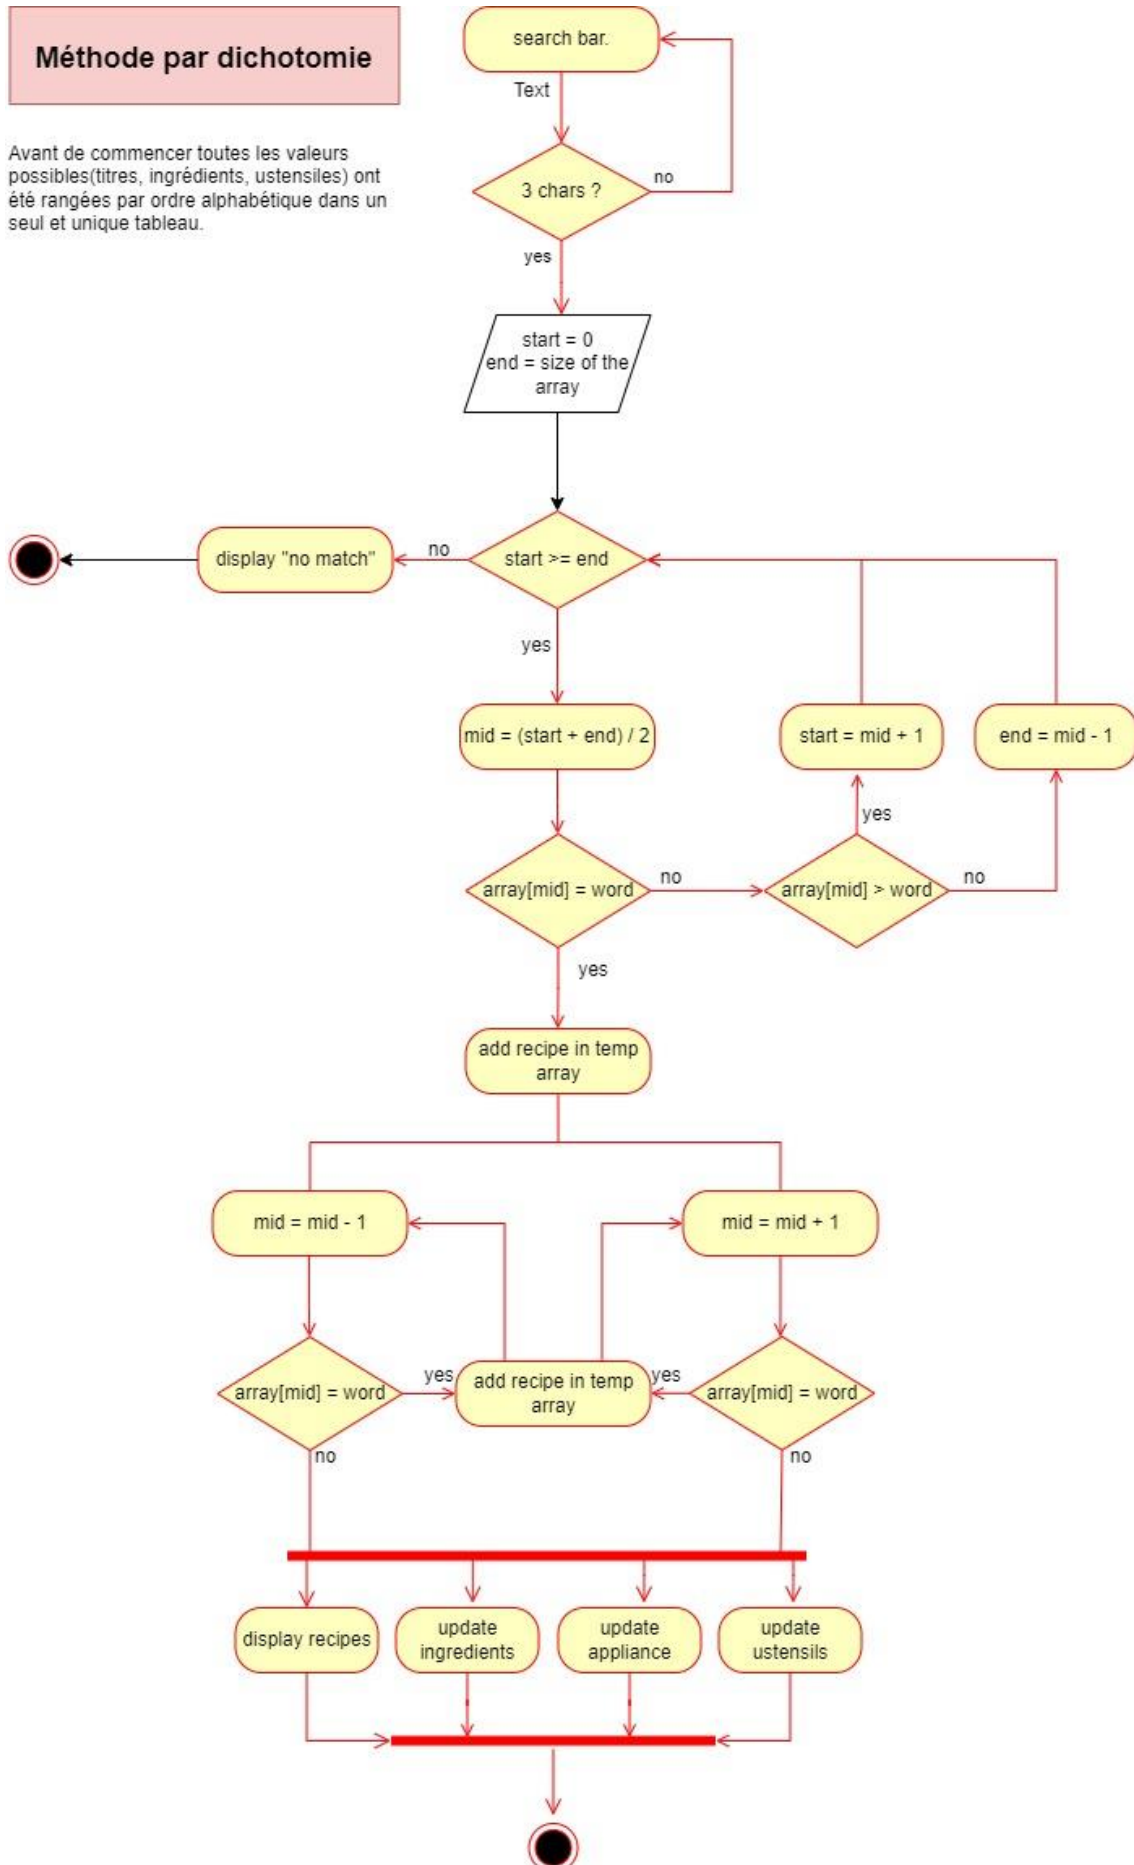 Méthode par dichotomie
Avant de commencer toutes les valeurs
possibles(titres, ingrédients, ustensiles) ont
été rangées par ordre alphabétique dans un
seul et unique tableau.
search bar.
Text
3 chars ?
no
yes
start = 0
end = size of the
array
start >= end
no
display "no match"
yes
mid = (start + end) / 2
start = mid + 1
end = mid - 1
array[mid] = word
no
array[mid] > word
yes
no
yes
add recipe in temp
array
mid = mid - 1
mid = mid + 1
array[mid] = word
yes
add recipe in temp
array
yes
array[mid] = word
no
no
display recipes
update
ingredients
update
appliance
update
ustensils